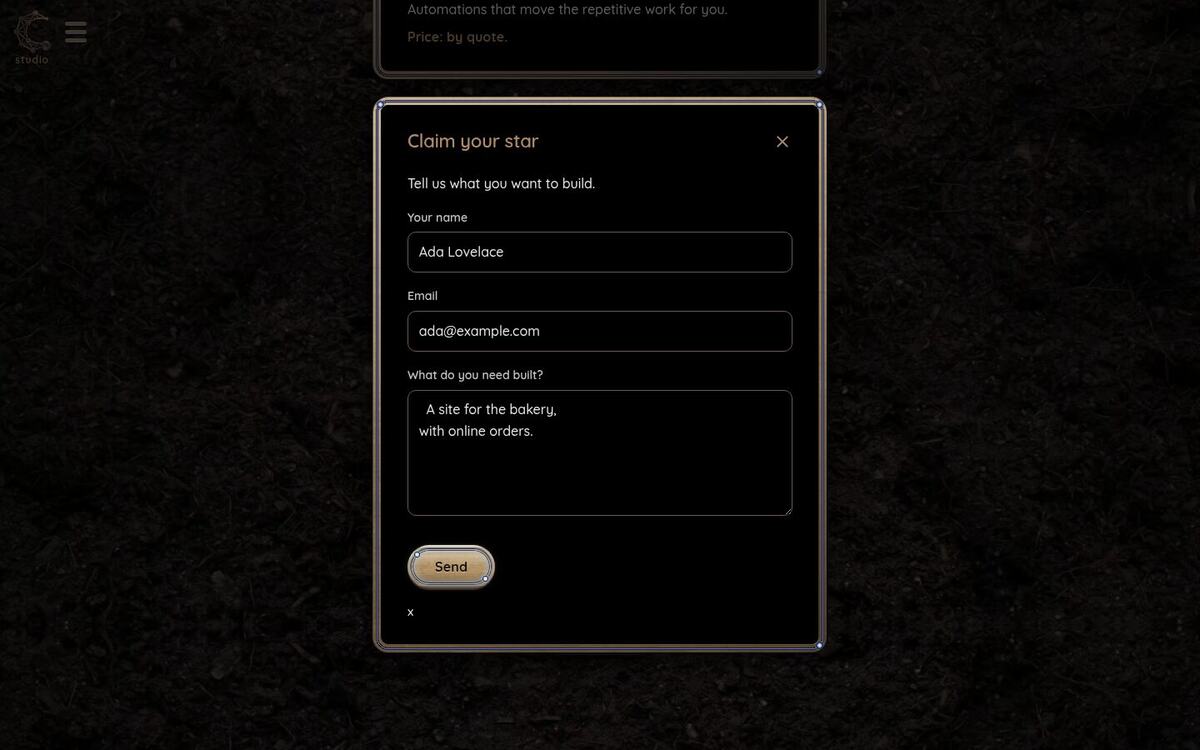 Automations that move the repetitive work for you.
Price: by quote.
studio
Claim your star
Tell us what you want to build.
Your name
Ada Lovelace
Email
ada@example.com
What do you need built?
A site for the bakery,
with online orders.
Send
x